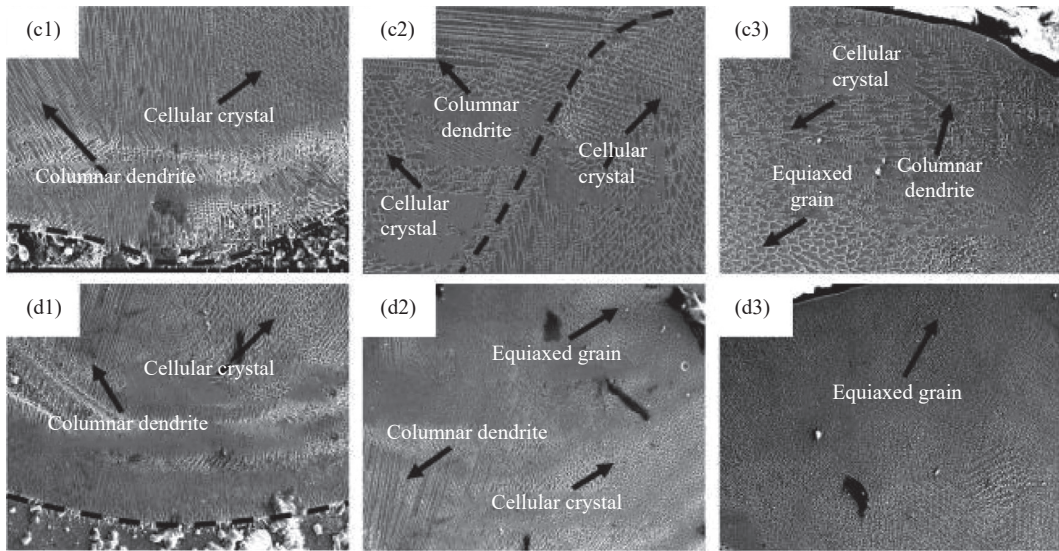 (c1)
Cellular crystal
Columnar dendrite
(c2)
Columnar
dendrite
Cellular
crystal
Cellular
crystal
(c3)
Cellular
crystal
Equiaxed
grain
Columnar
dendrite
(d1)
Cellular crystal
Columnar dendrite
(d2)
Equiaxed grain
Columnar dendrite
Cellular crystal
(d3)
Equiaxed grain